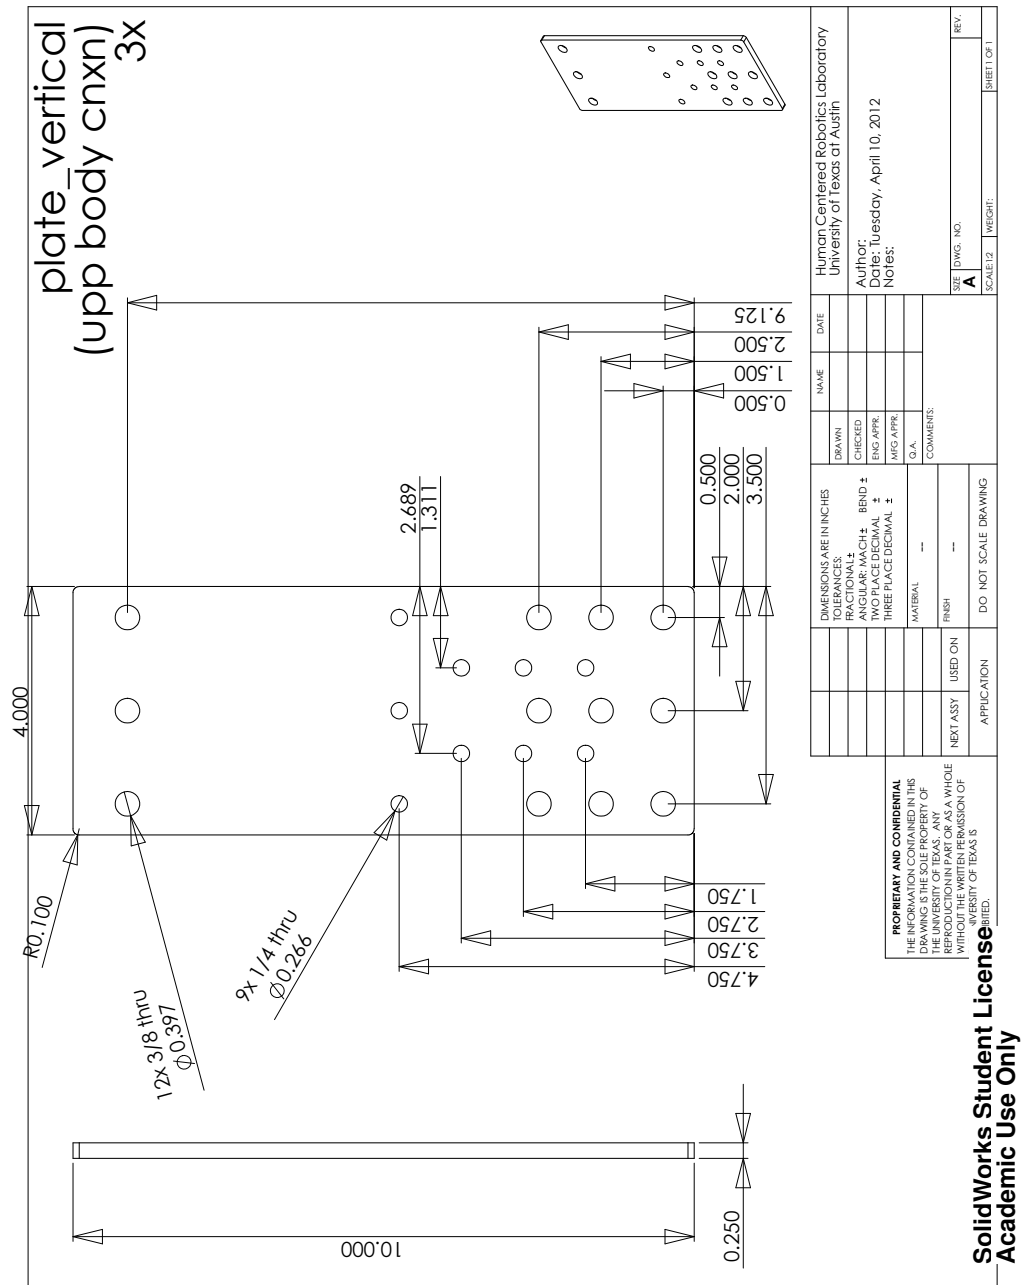 plate_vertical
(upp body cnxn)
3x
4.000
R0.100
12x 3/8 thru
∅0.397
9x 1/4 thru
∅0.266
2.689
1.311
0.500
2.000
3.500
9.125
2.500
1.500
0.500
1.750
2.750
3.750
4.750
10.000
0.250
PROPRIETARY AND CONFIDENTIAL
THE INFORMATION CONTAINED IN THIS
DRAWING IS THE SOLE PROPERTY OF
THE UNIVERSITY OF TEXAS. ANY
REPRODUCTION IN PART OR AS A WHOLE
WITHOUT THE WRITTEN PERMISSION OF
IVERSITY OF TEXAS IS
BITED.
NEXT ASSY
USED ON
APPLICATION
DIMENSIONS ARE IN INCHES
TOLERANCES:
FRACTIONAL±
ANGULAR: MACH± BEND ±
TWO PLACE DECIMAL ±
THREE PLACE DECIMAL ±
MATERIAL
--
FINISH
--
DO NOT SCALE DRAWING
NAME
DATE
DRAWN
CHECKED
ENG APPR.
MFG APPR.
Q.A.
COMMENTS:
Human Centered Robotics Laboratory
University of Texas at Austin
Author:
Date: Tuesday, April 10, 2012
Notes:
SIZE
A
DWG. NO.
REV.
SCALE:1:2
WEIGHT:
SHEET 1 OF 1
SolidWorks Student License
Academic Use Only